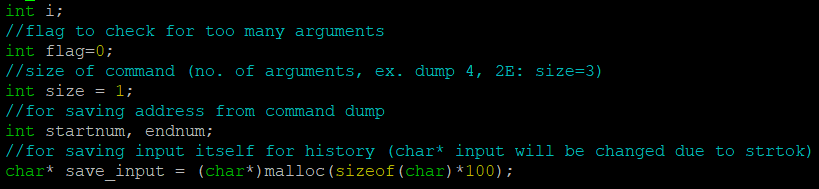 int i;
//flag to check for too many arguments
int flag=0;
//size of command (no. of arguments, ex. dump 4, 2E: size=3)
int size = 1;
//for saving address from command dump
int startnum, endnum;
//for saving input itself for history (char* input will be changed due to strtok)
char* save_input = (char*)malloc(sizeof(char)*100);